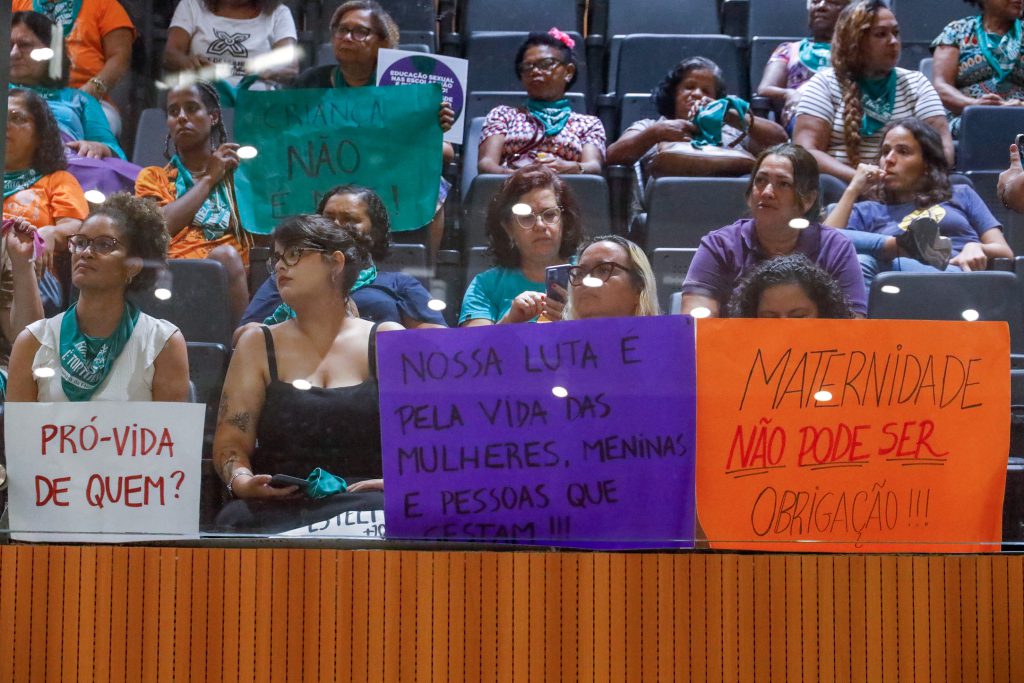 EDUCAÇÃO SEXUAL
NAS ESCOLAS
CRIANÇA
NÃO
É
!
PRÓ-VIDA
DE QUEM?
NOSSA LUTA É
PELA VIDA DAS
MULHERES, MENINAS
E PESSOAS QUE
GESTAM !!!
MATERNIDADE
NÃO PODE SER
OBRIGAÇÃO !!!